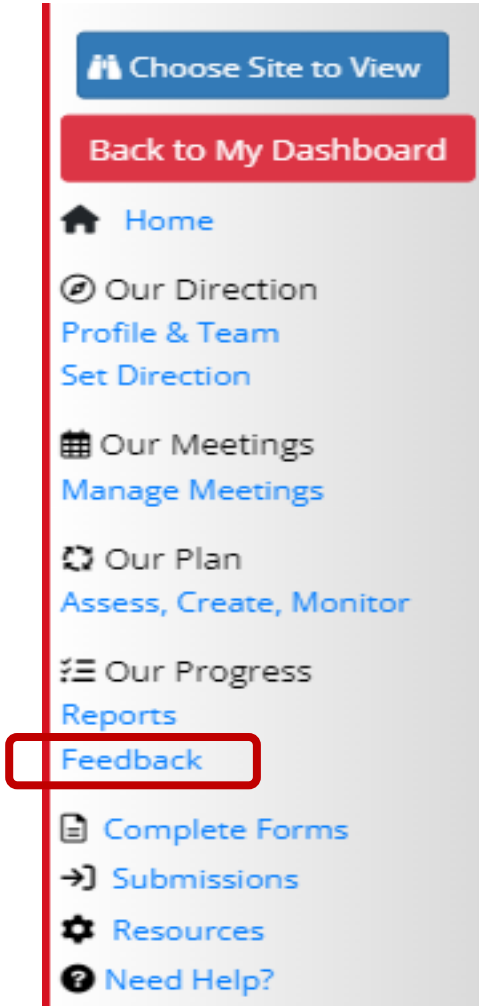 Choose Site to View
Back to My Dashboard
Home
Our Direction
Profile & Team
Set Direction
Our Meetings
Manage Meetings
Our Plan
Assess, Create, Monitor
Our Progress
Reports
Feedback
Complete Forms
Submissions
Resources
Need Help?